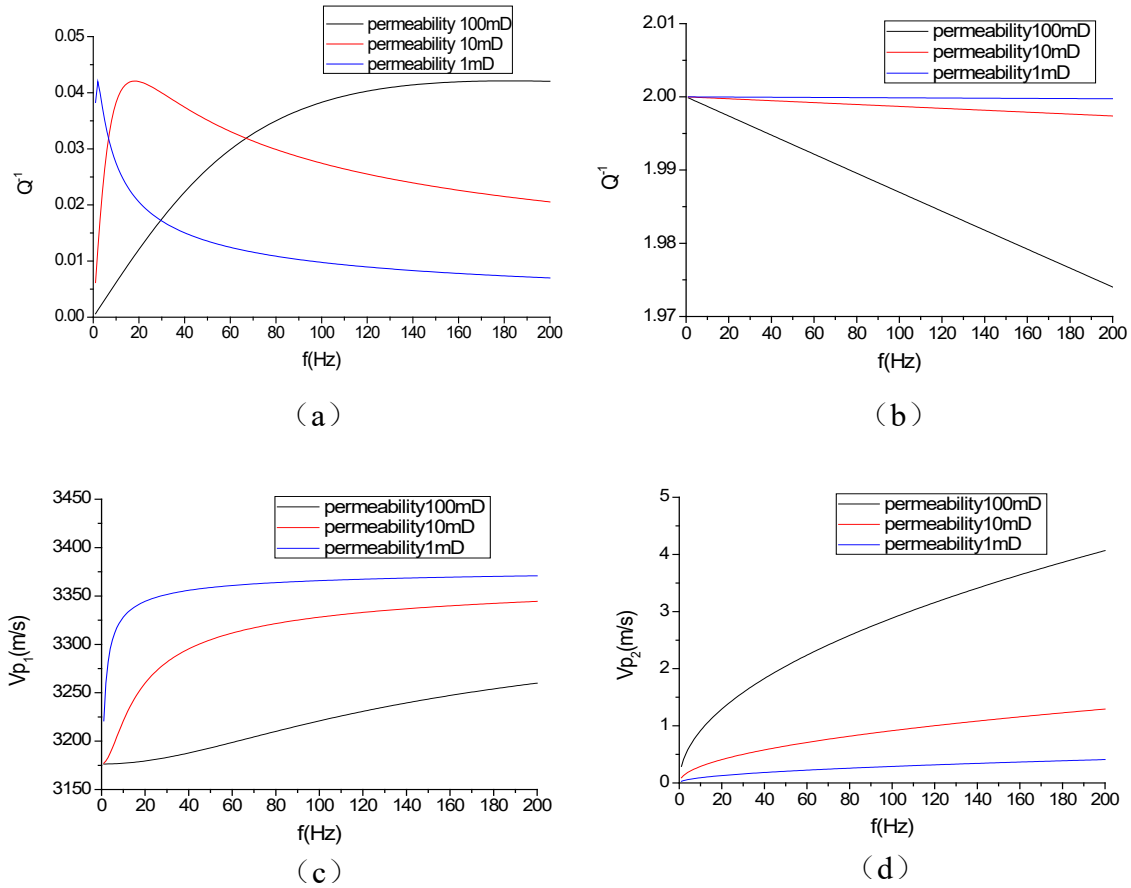 permeability 100mD
permeability 10mD
permeability 1mD
0.05
0.04
0.03
0.02
0.01
0.00
Q⁻¹
0 20 40 60 80 100 120 140 160 180 200
f(Hz)
(a)
permeability100mD
permeability10mD
permeability1mD
2.01
2.00
1.99
1.98
1.97
Q⁻¹
0 20 40 60 80 100 120 140 160 180 200
f(Hz)
(b)
permeability100mD
permeability10mD
permeability1mD
3450
3400
3350
3300
3250
3200
3150
Vp₁(m/s)
0 20 40 60 80 100 120 140 160 180 200
f(Hz)
(c)
permeability100mD
permeability10mD
permeability1mD
5
4
3
2
1
0
Vp₂(m/s)
0 20 40 60 80 100 120 140 160 180 200
f(Hz)
(d)